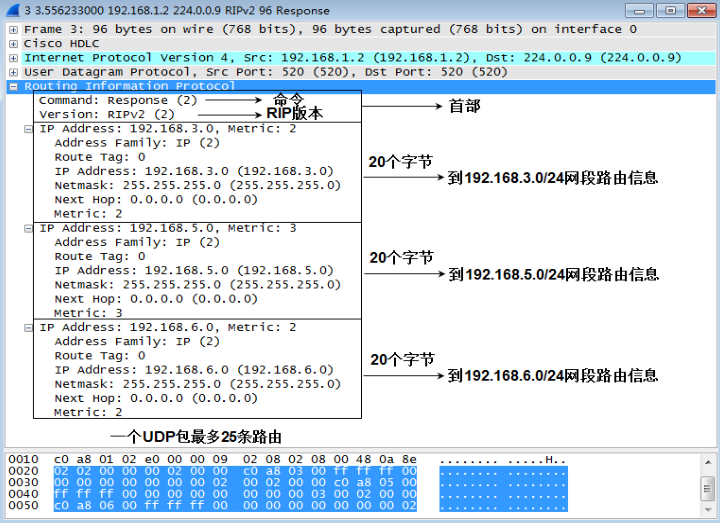 3 3.556233000 192.168.1.2 224.0.0.9 RIPv2 96 Response
Frame 3: 96 bytes on wire (768 bits), 96 bytes captured (768 bits) on interface 0
Cisco HDLC
Internet Protocol Version 4, Src: 192.168.1.2 (192.168.1.2), Dst: 224.0.0.9 (224.0.0.9)
User Datagram Protocol, Src Port: 520 (520), Dst Port: 520 (520)
Routing Information Protocol
Command: Response (2) 命令 首部
Version: RIPv2 (2) RIP版本
IP Address: 192.168.3.0, Metric: 2
Address Family: IP (2)
Route Tag: 0 20个字节
IP Address: 192.168.3.0 (192.168.3.0) 到192.168.3.0/24网段路由信息
Netmask: 255.255.255.0 (255.255.255.0)
Next Hop: 0.0.0.0 (0.0.0.0)
Metric: 2
IP Address: 192.168.5.0, Metric: 3
Address Family: IP (2)
Route Tag: 0 20个字节
IP Address: 192.168.5.0 (192.168.5.0) 到192.168.5.0/24网段路由信息
Netmask: 255.255.255.0 (255.255.255.0)
Next Hop: 0.0.0.0 (0.0.0.0)
Metric: 3
IP Address: 192.168.6.0, Metric: 2
Address Family: IP (2)
Route Tag: 0 20个字节
IP Address: 192.168.6.0 (192.168.6.0) 到192.168.6.0/24网段路由信息
Netmask: 255.255.255.0 (255.255.255.0)
Next Hop: 0.0.0.0 (0.0.0.0)
Metric: 2
一个UDP包最多25条路由
0010 c0 a8 01 02 e0 00 00 09 02 08 02 08 00 48 0a 8e ........ .....H..
0020 02 02 00 00 00 02 00 00 c0 a8 03 00 ff ff ff 00 ........ ........
0030 00 00 00 00 00 00 00 02 00 02 00 00 c0 a8 05 00 ........ ........
0040 ff ff ff 00 00 00 00 00 00 00 00 03 00 02 00 00 ........ ........
0050 c0 a8 06 00 ff ff ff 00 00 00 00 00 00 00 00 02 ........ ........